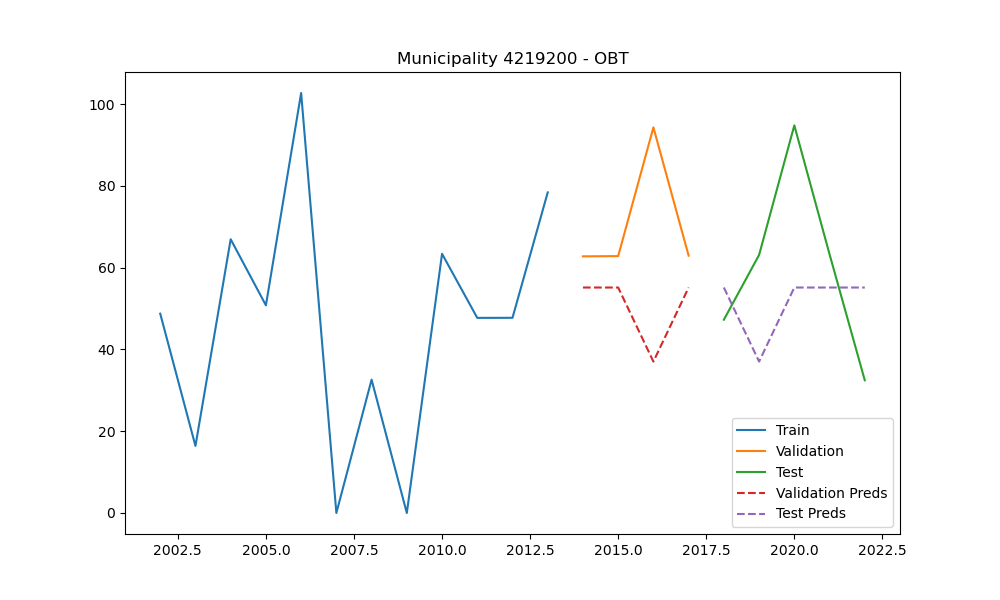 Municipality 4219200 - OBT
100
80
60
40
20
0
2002.5 2005.0 2007.5 2010.0 2012.5 2015.0 2017.5 2020.0 2022.5
Train
Validation
Test
Validation Preds
Test Preds